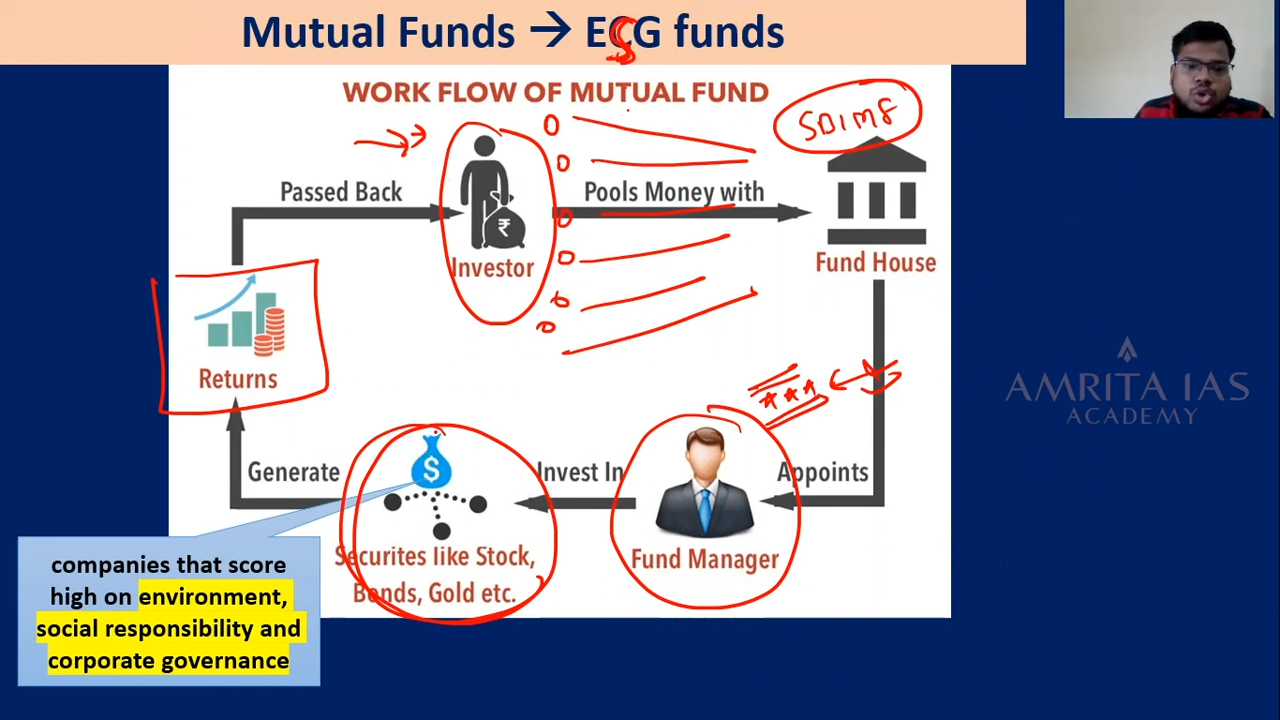 Mutual Funds → ESG funds
WORK FLOW OF MUTUAL FUND
SBIMF
Passed Back
Pools Money with
₹
Investor
Fund House
Returns
AMRITA IAS
ACADEMY
Generate
$
Invest In
Appoints
Securites like Stock,
Bonds, Gold etc.
Fund Manager
companies that score
high on environment,
social responsibility and
corporate governance